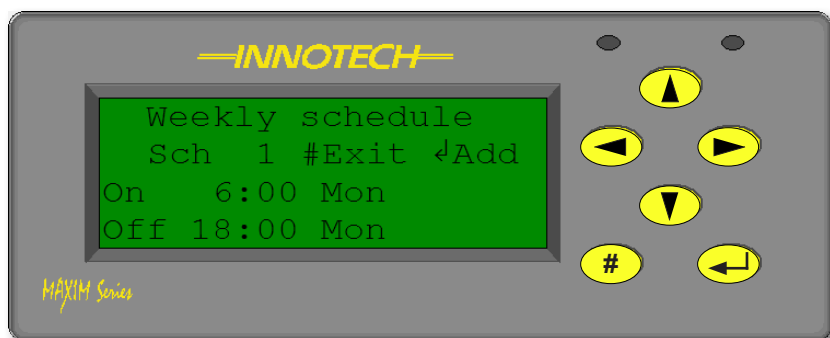 INNOTECH
Weekly schedule
Sch 1 #Exit ↲Add
On 6:00 Mon
Off 18:00 Mon
#
MAXIM Series